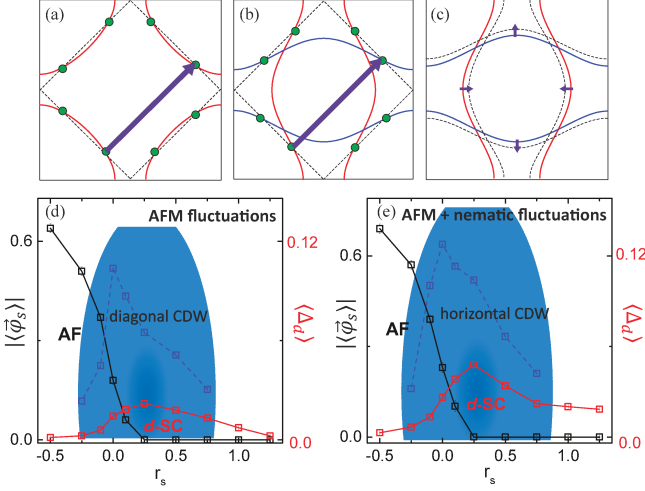 (a)
(b)
(c)
(d)
AFM fluctuations
0.6
0.12
|⟨φ⃗ₛ⟩|
AF
diagonal CDW
d-SC
⟨Δd⟩
0.0
0.0
-0.5
0.0
0.5
1.0
rₛ
(e)
AFM + nematic fluctuations
0.6
0.12
|⟨φ⃗ₛ⟩|
AF
horizontal CDW
d-SC
⟨Δd⟩
0.0
0.0
-0.5
0.0
0.5
1.0
rₛ